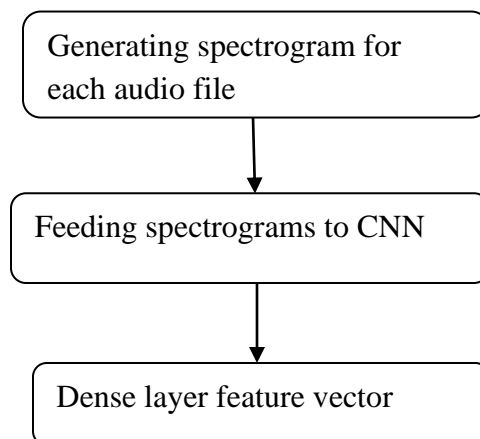 Generating spectrogram for
each audio file
Feeding spectrograms to CNN
Dense layer feature vector